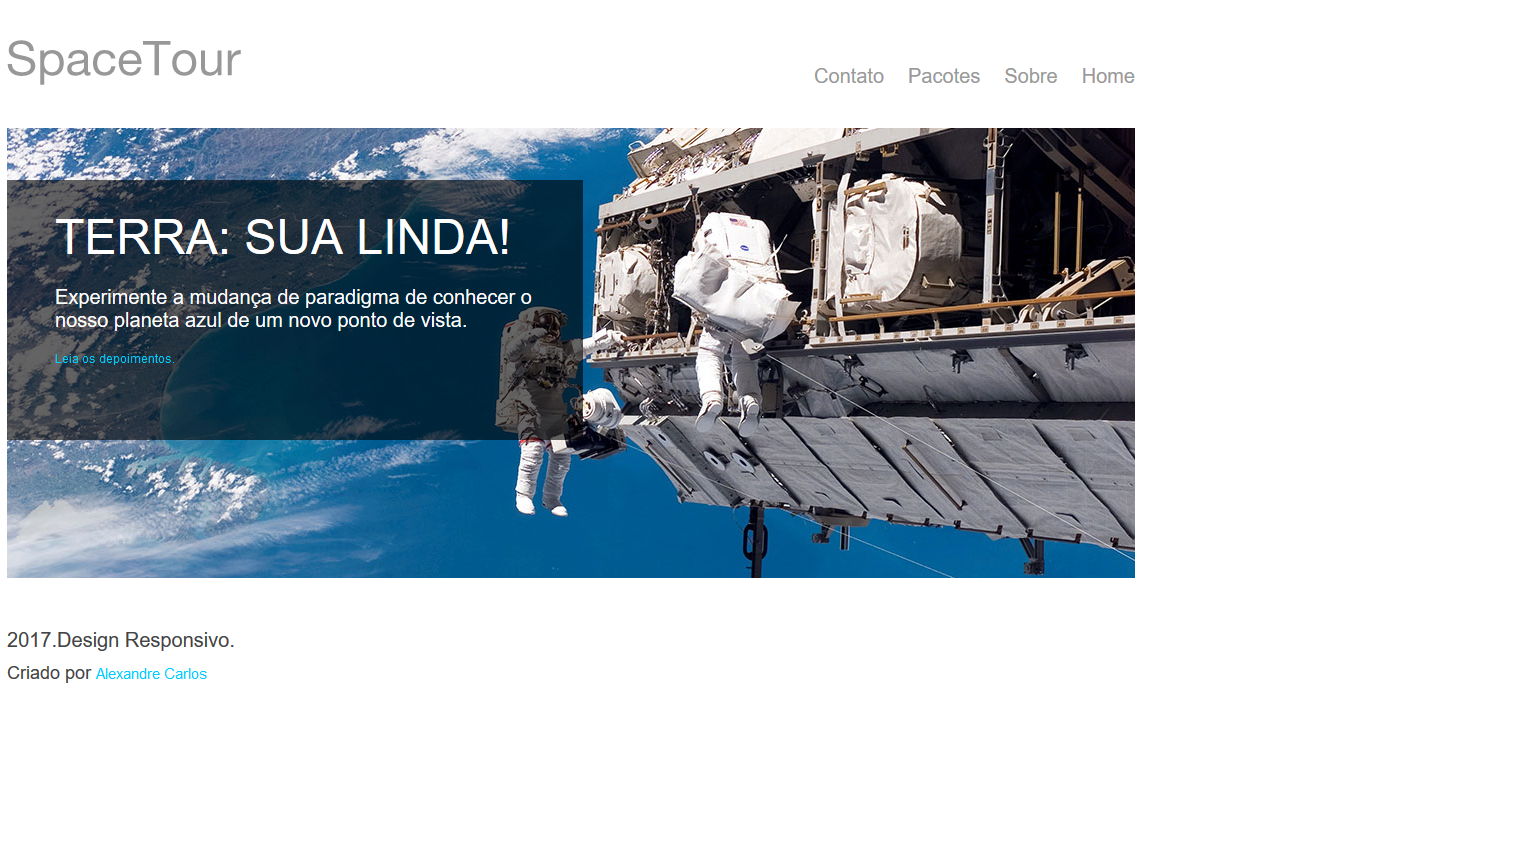 SpaceTour
Contato Pacotes Sobre Home
TERRA: SUA LINDA!
Experimente a mudança de paradigma de conhecer o
nosso planeta azul de um novo ponto de vista.
Leia os depoimentos.
2017.Design Responsivo.
Criado por Alexandre Carlos